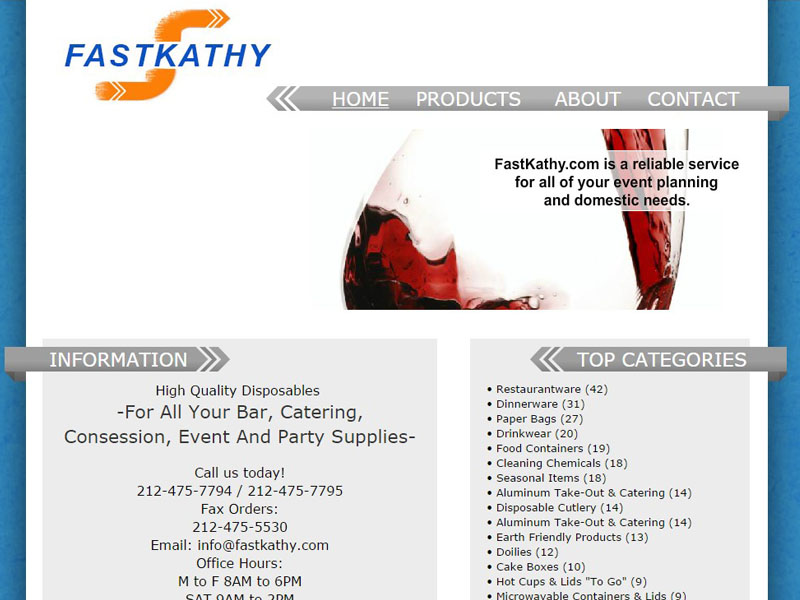 FASTKATHY
HOME PRODUCTS ABOUT CONTACT
FastKathy.com is a reliable service
for all of your event planning
and domestic needs.
INFORMATION
High Quality Disposables
-For All Your Bar, Catering,
Consession, Event And Party Supplies-
Call us today!
212-475-7794 / 212-475-7795
Fax Orders:
212-475-5530
Email: info@fastkathy.com
Office Hours:
M to F 8AM to 6PM
SAT 9AM to 2PM
TOP CATEGORIES
• Restaurantware (42)
• Dinnerware (31)
• Paper Bags (27)
• Drinkwear (20)
• Food Containers (19)
• Cleaning Chemicals (18)
• Seasonal Items (18)
• Aluminum Take-Out & Catering (14)
• Disposable Cutlery (14)
• Aluminum Take-Out & Catering (14)
• Earth Friendly Products (13)
• Doilies (12)
• Cake Boxes (10)
• Hot Cups & Lids "To Go" (9)
• Microwavable Containers & Lids (9)